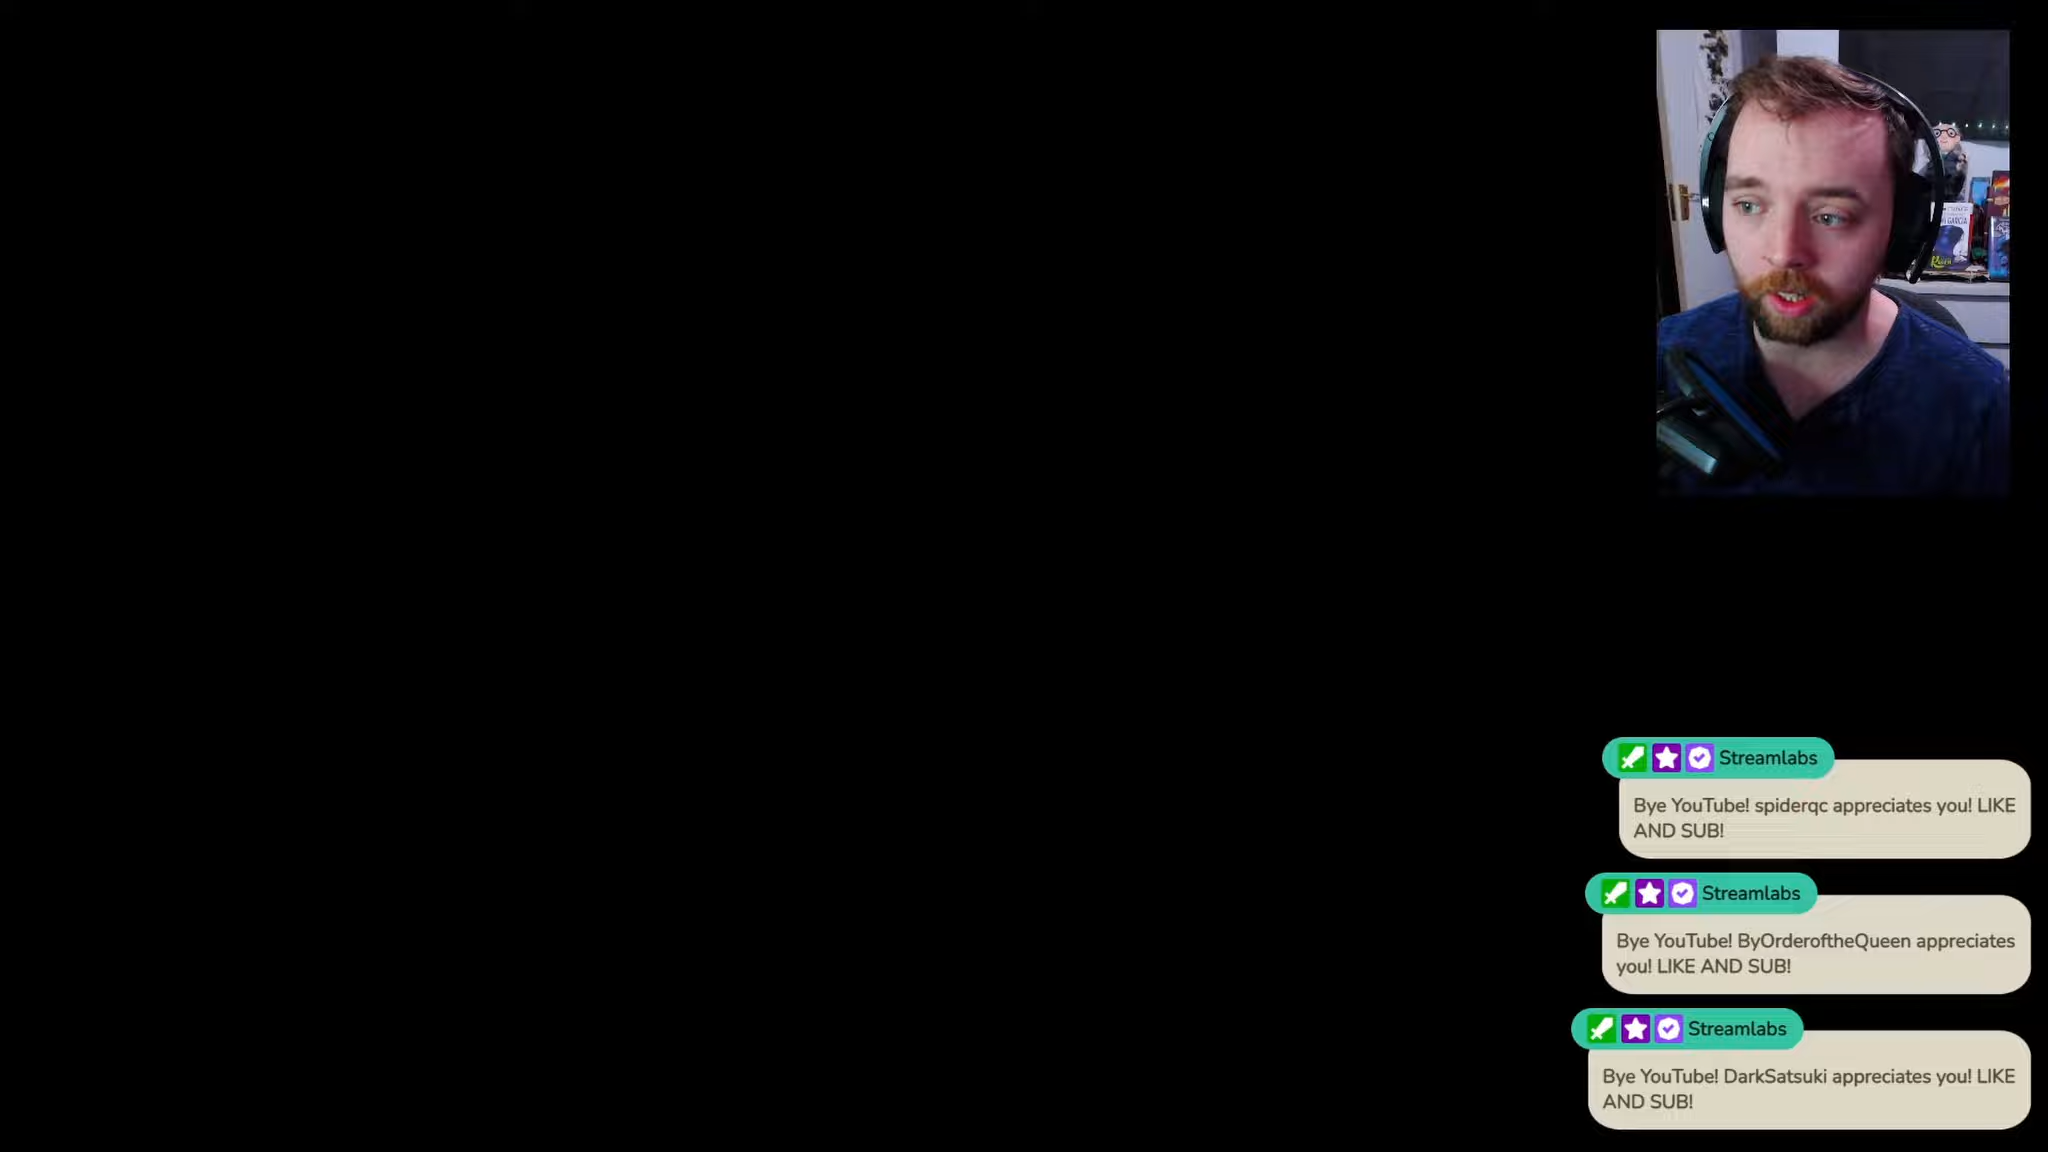 Streamlabs
Bye YouTube! spiderqc appreciates you! LIKE
AND SUB!
Streamlabs
Bye YouTube! ByOrderoftheQueen appreciates
you! LIKE AND SUB!
Streamlabs
Bye YouTube! DarkSatsuki appreciates you! LIKE
AND SUB!